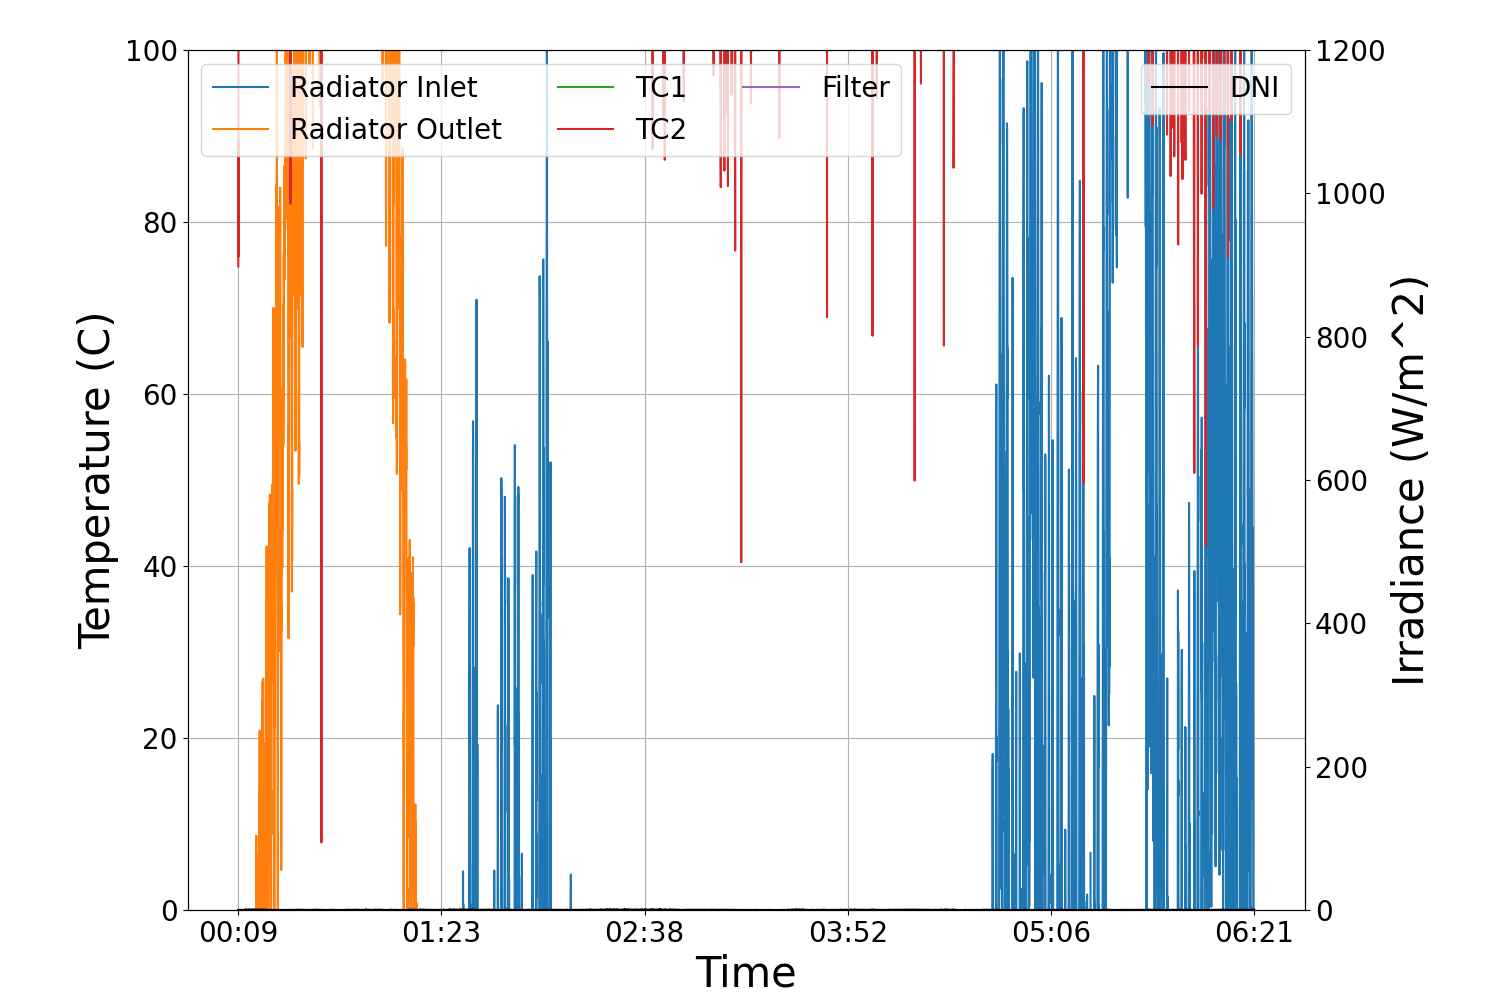 Radiator Inlet
Radiator Outlet
TC1
TC2
Filter
DNI
Temperature (C)
100
80
60
40
20
0
Irradiance (W/m^2)
1200
1000
800
600
400
200
0
00:09 01:23 02:38 03:52 05:06 06:21
Time